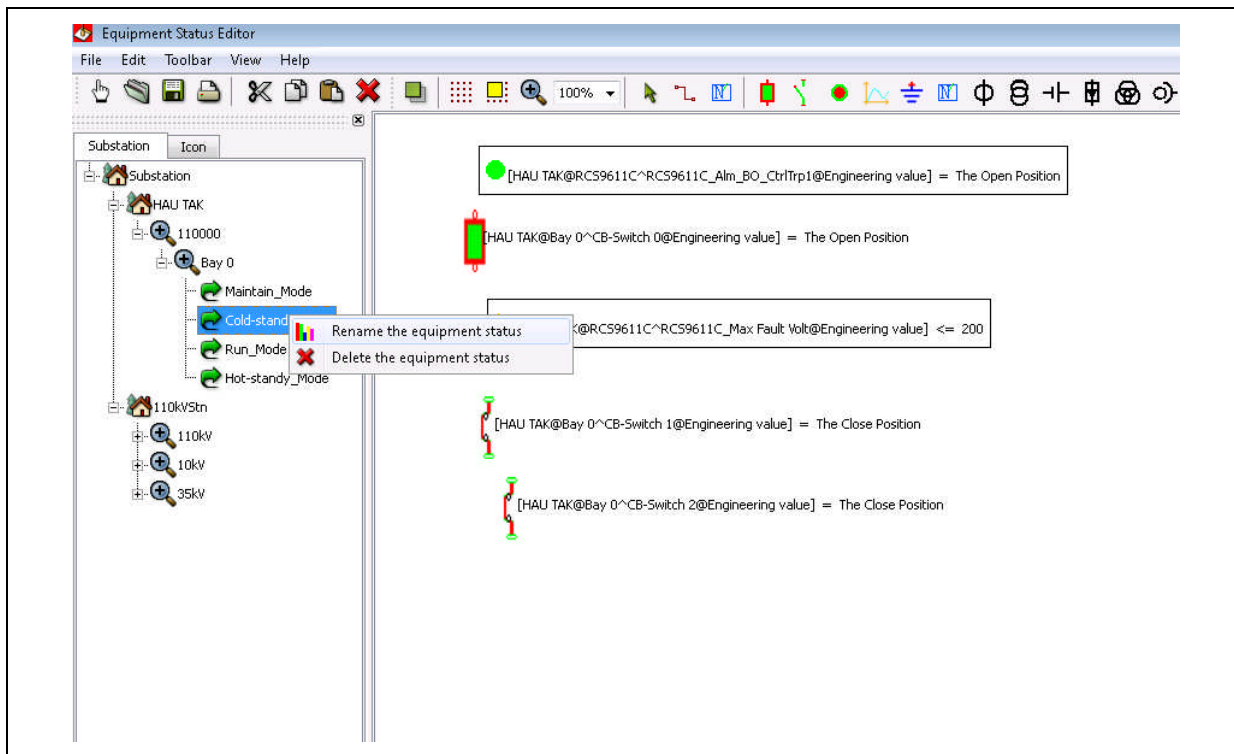 Equipment Status Editor
File Edit Toolbar View Help
100%
Substation Icon
Substation
HAU TAK
110000
Bay 0
Maintain_Mode
Cold-stand
Run_Mode
Hot-standy_Mode
110kVStn
110kV
10kV
35kV
Rename the equipment status
Delete the equipment status
[HAU TAK@RCS9611C^RCS9611C_Alm_BO_CtrlTrp1@Engineering value] = The Open Position
[HAU TAK@Bay 0^CB-Switch 0@Engineering value] = The Open Position
@RCS9611C^RCS9611C_Max Fault Volt@Engineering value] <= 200
[HAU TAK@Bay 0^CB-Switch 1@Engineering value] = The Close Position
[HAU TAK@Bay 0^CB-Switch 2@Engineering value] = The Close Position